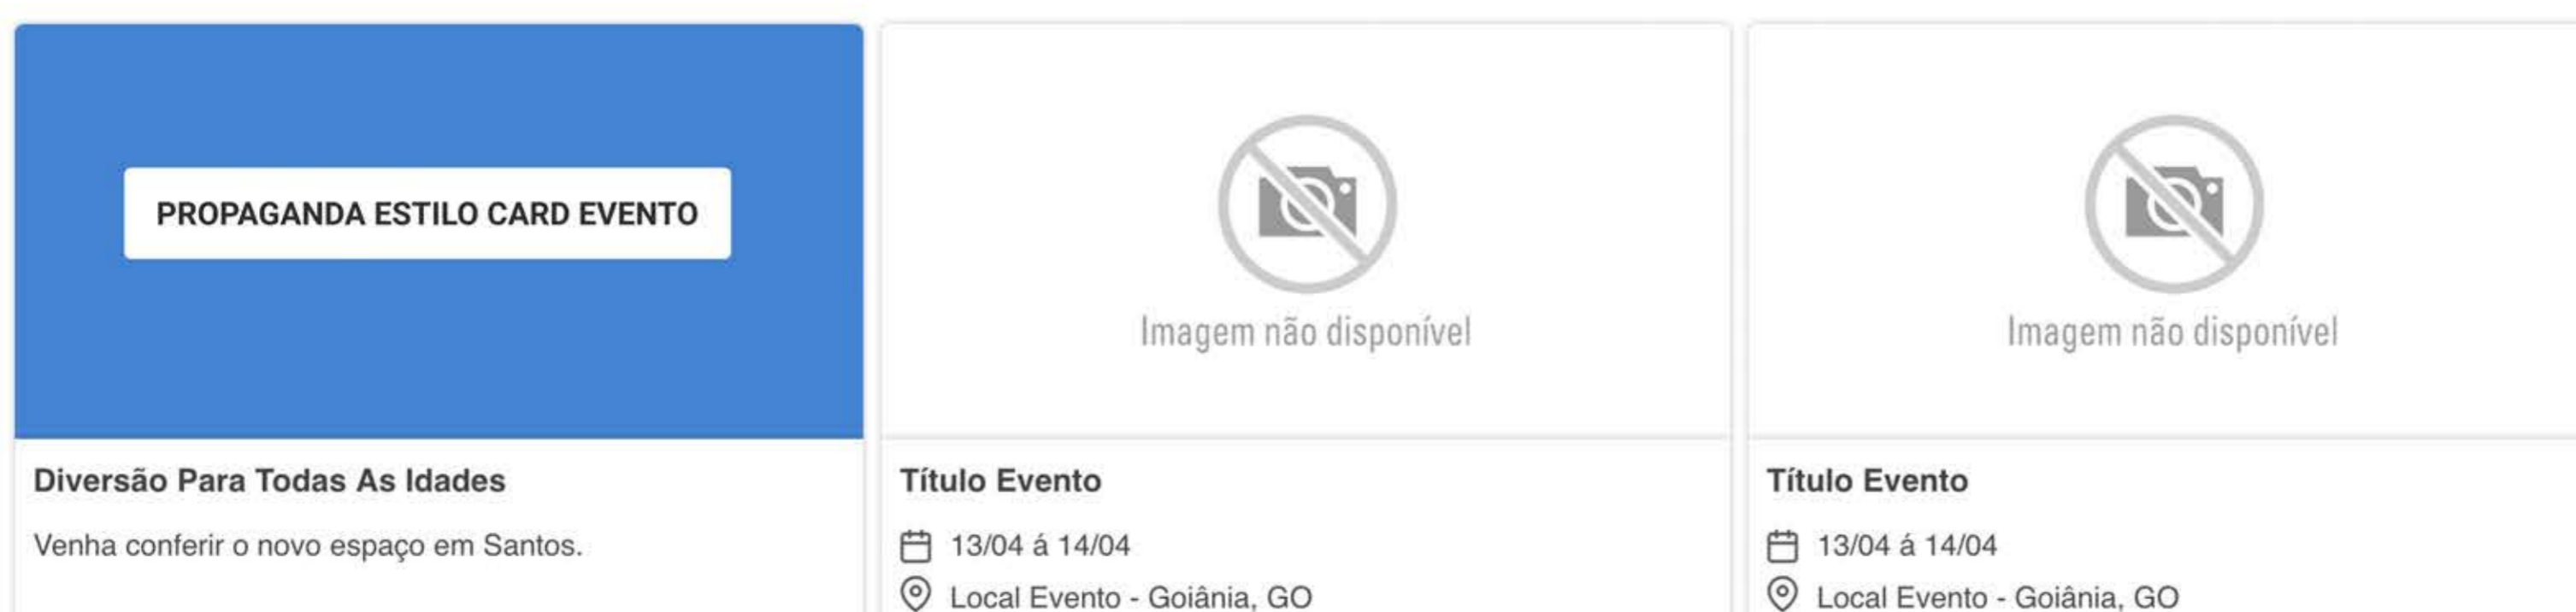 PROPAGANDA ESTILO CARD EVENTO
Diversão Para Todas As Idades
Venha conferir o novo espaço em Santos.
Imagem não disponível
Título Evento
13/04 á 14/04
Local Evento - Goiânia, GO
Imagem não disponível
Título Evento
13/04 á 14/04
Local Evento - Goiânia, GO